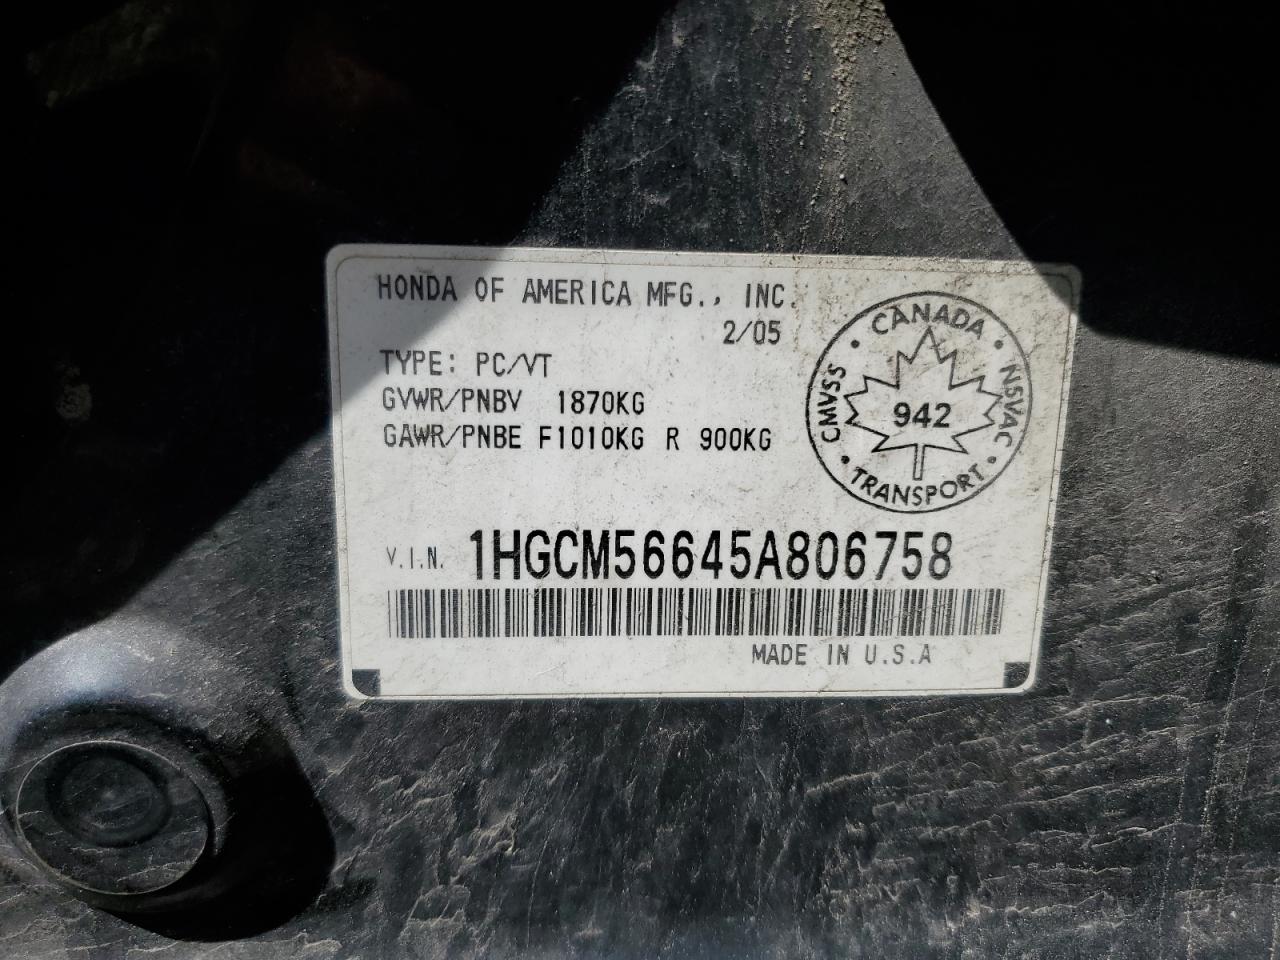 HONDA OF AMERICA MFG., INC.
2/05
TYPE: PC/VT
GVWR/PNBV 1870KG
GAWR/PNBE F1010KG R 900KG
CANADA
CMVSS
942
NSVAC
TRANSPORT
V.I.N. 1HGCM56645A806758
MADE IN U.S.A